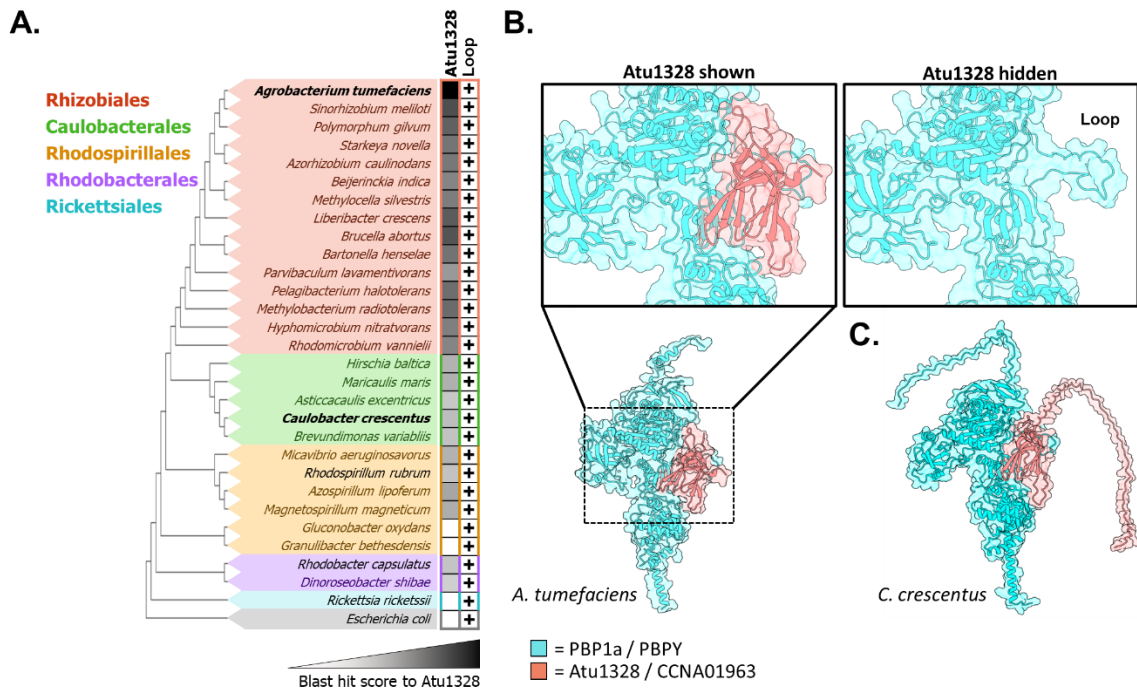 A.
Atu1328
Loop
Rhizobiales
Caulobacterales
Rhodospirillales
Rhodobacterales
Rickettsiales
Agrobacterium tumefaciens +
Sinorhizobium meliloti +
Polymorphum gilvum +
Starkeya novella +
Azorhizobium caulinodans +
Beijerinckia indica +
Methylocella silvestris +
Liberibacter crescens +
Brucella abortus +
Bartonella henselae +
Parvibaculum lavamentivorans +
Pelagibacterium halotolerans +
Methylobacterium radiotolerans +
Hyphomicrobium nitratvorans +
Rhodomicrobium vannielii +
Hirschia baltica +
Maricaulis maris +
Asticcacaulis excentricus +
Caulobacter crescentus +
Brevundimonas variabliis +
Micavibrio aeruginosavorus +
Rhodospirillum rubrum +
Azospirillum lipoferum +
Magnetospirillum magneticum +
Gluconobacter oxydans +
Granulibacter bethesdensis +
Rhodobacter capsulatus +
Dinoroseobacter shibae +
Rickettsia ricketssii +
Escherichia coli +
Blast hit score to Atu1328
B.
Atu1328 shown
Atu1328 hidden
Loop
A. tumefaciens
C.
C. crescentus
= PBP1a / PBPY
= Atu1328 / CCNA01963